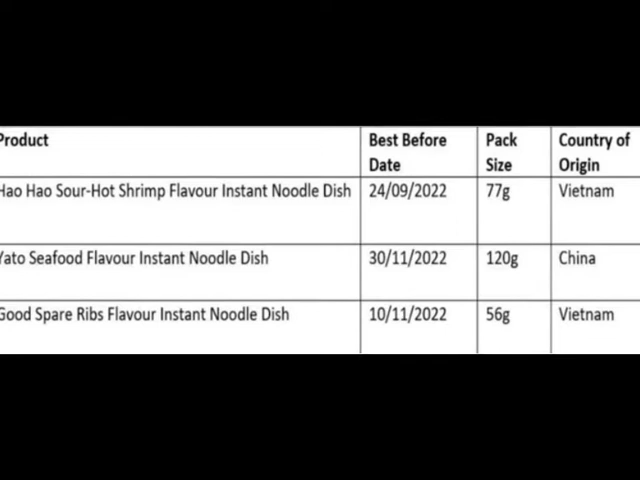 Product Best Before Date Pack Size Country of Origin
Hao Hao Sour-Hot Shrimp Flavour Instant Noodle Dish 24/09/2022 77g Vietnam
Yato Seafood Flavour Instant Noodle Dish 30/11/2022 120g China
Good Spare Ribs Flavour Instant Noodle Dish 10/11/2022 56g Vietnam